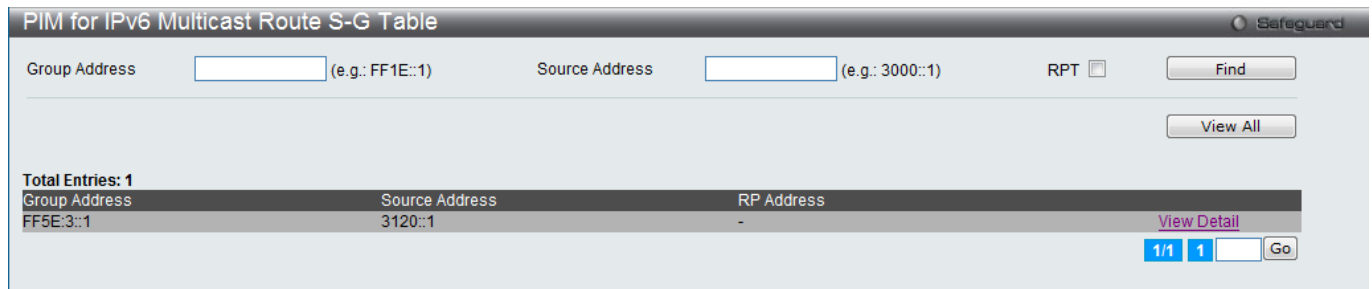 PIM for IPv6 Multicast Route S-G Table
Safeguard
Group Address (e.g.: FF1E::1) Source Address (e.g.: 3000::1) RPT Find
View All
Total Entries: 1
Group Address Source Address RP Address
FF5E:3::1 3120::1 - View Detail
1/1 1 Go